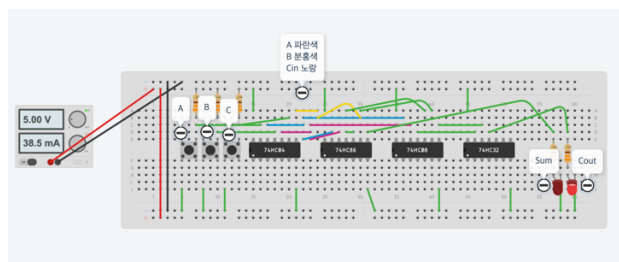 A 파란색
B 분홍색
Cin 노랑
A
B
C
5.00 V
38.5 mA
74HC04
74HC86
74HC08
74HC32
Sum
Cout